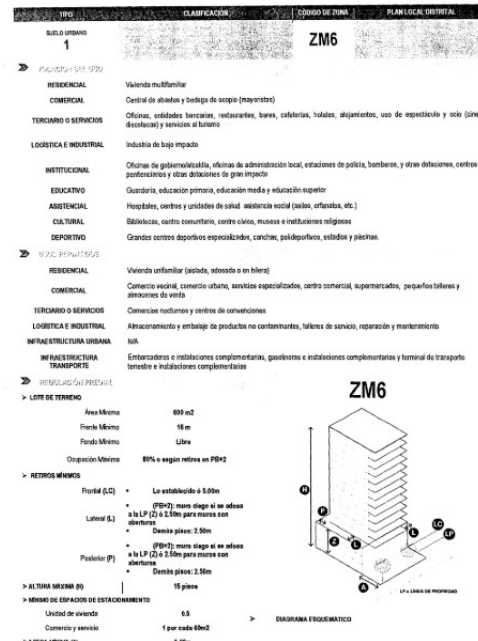 TIPO CLASIFICACIÓN CODIGO DE ZONA PLAN LOCAL DISTRITAL
SUELO URBANO
1
ZM6
RESIDENCIAL Vivienda multifamiliar
COMERCIAL Central de abastos y bodega de acopio (mayoristas)
TERCIARIO O SERVICIOS Oficinas, entidades bancarias, restaurantes, bares, cafeterias, hoteles, alojamientos, uso de espectáculo y ocio (cine
discotecas) y servicios al turismo
LOGÍSTICA E INDUSTRIAL Industria de bajo impacto
INSTITUCIONAL Oficinas de gobierno/alcaldía, oficinas de administración local, estaciones de policía, bomberos, y otras dotaciones, centros
penitenciarios y otras dotaciones de gran impacto
EDUCATIVO Guardería, educación primaria, educación media y educación superior
ASISTENCIAL Hospitales, centros y unidades de salud asistencia social (asilos, orfanatos, etc.)
CULTURAL Bibliotecas, centro comunitario, centro cívico, museos e instituciones religiosas
DEPORTIVO Grandes centros deportivos especializados, canchas, polideportivos, estadios y piscinas.
RESIDENCIAL Vivienda unifamiliar (aislada, adosada o en hilera)
COMERCIAL Comercio vecinal, comercio urbano, servicios especializados, centro comercial, supermercados, pequeños talleres y
almacenes de venta
TERCIARIO O SERVICIOS Comercios nocturnos y centros de convenciones
LOGÍSTICA E INDUSTRIAL Almacenamiento y embalaje de productos no contaminantes, talleres de servicio, reparación y mantenimiento
INFRAESTRUCTURA URBANA N/A
INFRAESTRUCTURA
TRANSPORTE
Embarcaderos e instalaciones complementarias, gasolineras e instalaciones complementarias y terminal de transporte
terrestre e instalaciones complementarias
REGULACIÓN PREDIAL
ZM6
> LOTE DE TERRENO
Área Mínima 600 m2
Frente Mínimo 16 m
Fondo Mínimo Libre
Ocupación Máxima 80% o según retiros en PB+2
> RETIROS MÍNIMOS
Frontal (LC) • Lo establecido ó 5.00m
Lateral (L) • (PB+2): muro ciego si se adosa
a la LP (Z) ó 2.50m para muros con
aberturas
• Demás pisos: 2.50m
Posterior (P) • (PB+2): muro ciego si se adosa
a la LP (Z) ó 2.50m para muros con
aberturas
• Demás pisos: 2.50m
H P Z L L LC LP A
LP = LÍNEA DE PROPIEDAD
> ALTURA MÁXIMA (H) 15 pisos
> MÍNIMO DE ESPACIOS DE ESTACIONAMIENTO
Unidad de vivienda 0.5
> DIAGRAMA ESQUEMÁTICO
Comercio y servicio 1 por cada 60m2